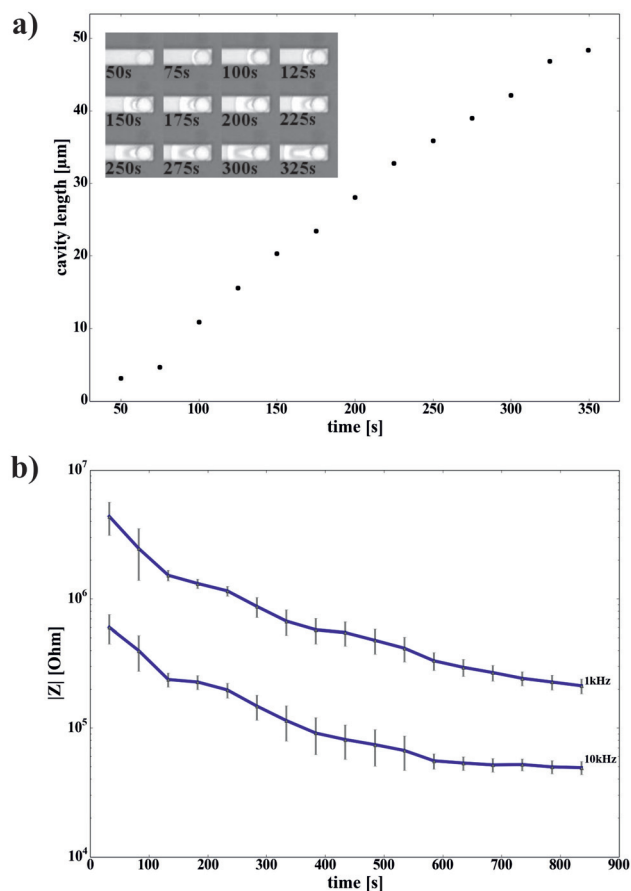 a)
60
50
40
30
20
10
0
cavity length [μm]
50s 75s 100s 125s
150s 175s 200s 225s
250s 275s 300s 325s
50 100 150 200 250 300 350
time [s]
b)
10⁷
10⁶
10⁵
10⁴
|Z| [Ohm]
1kHz
10kHz
0 100 200 300 400 500 600 700 800 900
time [s]